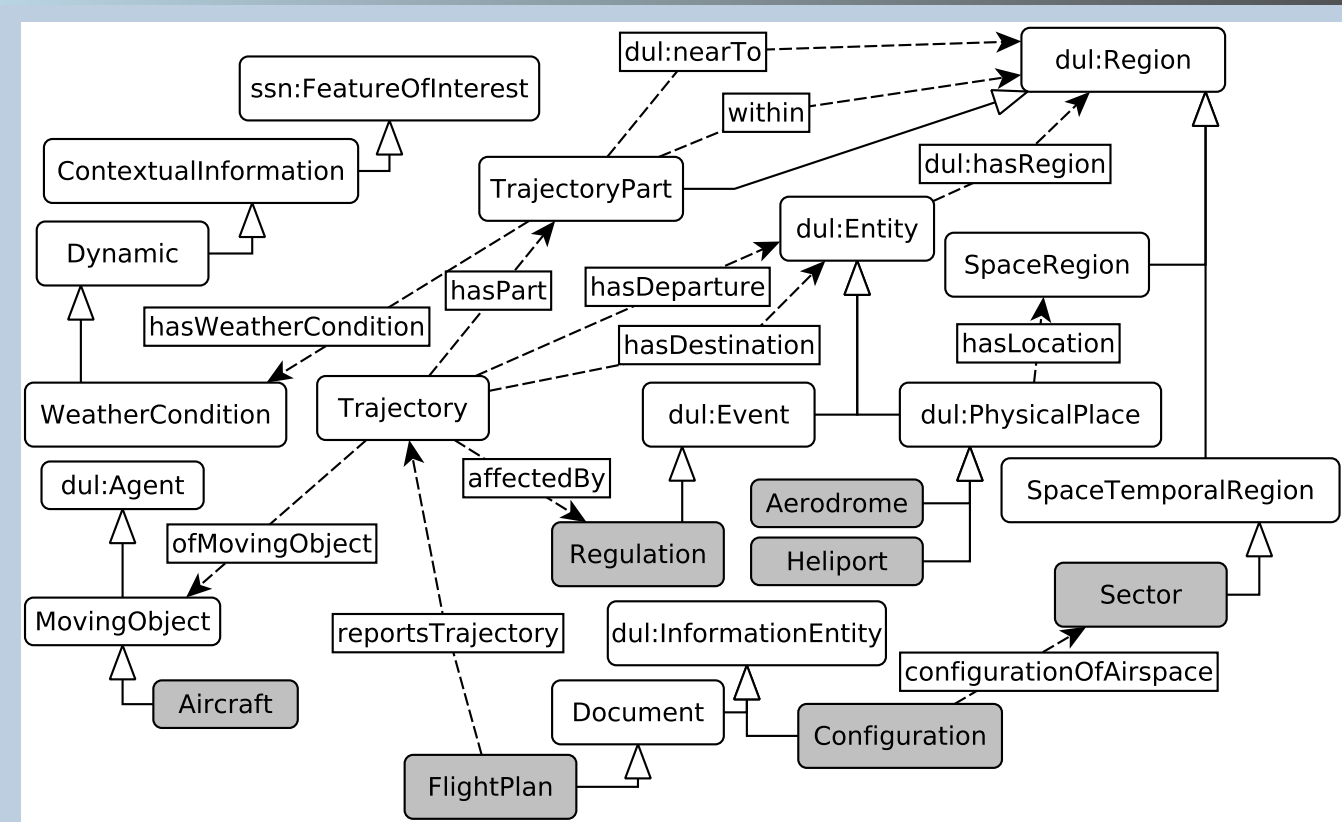 dul:nearTo
dul:Region
ssn:FeatureOfInterest
within
ContextualInformation
dul:hasRegion
TrajectoryPart
dul:Entity
Dynamic
SpaceRegion
hasPart
hasDeparture
hasWeatherCondition
hasDestination
hasLocation
WeatherCondition
Trajectory
dul:Event
dul:PhysicalPlace
dul:Agent
affectedBy
SpaceTemporalRegion
Aerodrome
ofMovingObject
Regulation
Heliport
Sector
MovingObject
reportsTrajectory
dul:InformationEntity
configurationOfAirspace
Aircraft
Document
Configuration
FlightPlan